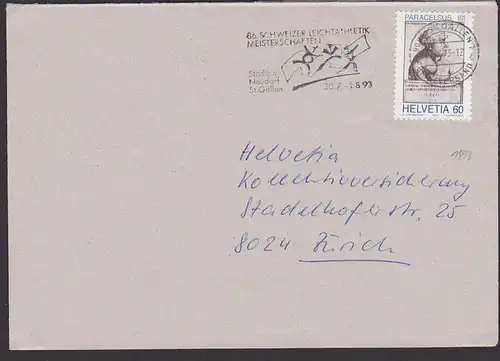 86. SCHWEIZER LEICHTATHLETIK
MEISTERSCHAFTEN
Stadion
Neudorf
St. Gallen
30.7.-1.8.93
PARACELSUS
HELVETIA 60
1993
Helvetia
Kollektivversicherung
Stadelhoferstr. 25
8024 Zürich